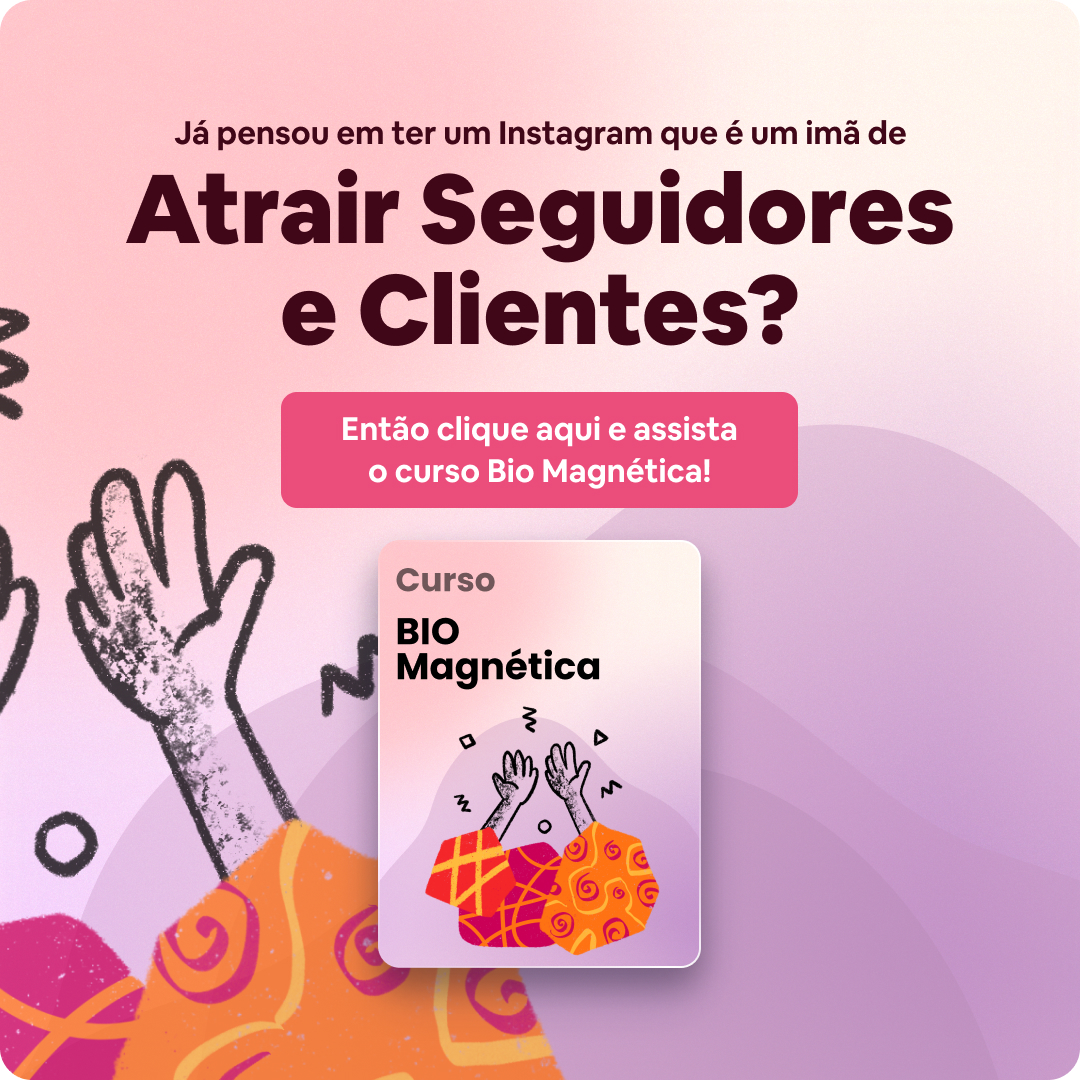 Já pensou em ter um Instagram que é um imã de
Atrair Seguidores
e Clientes?
Então clique aqui e assista
o curso Bio Magnética!
Curso
BIO
Magnética